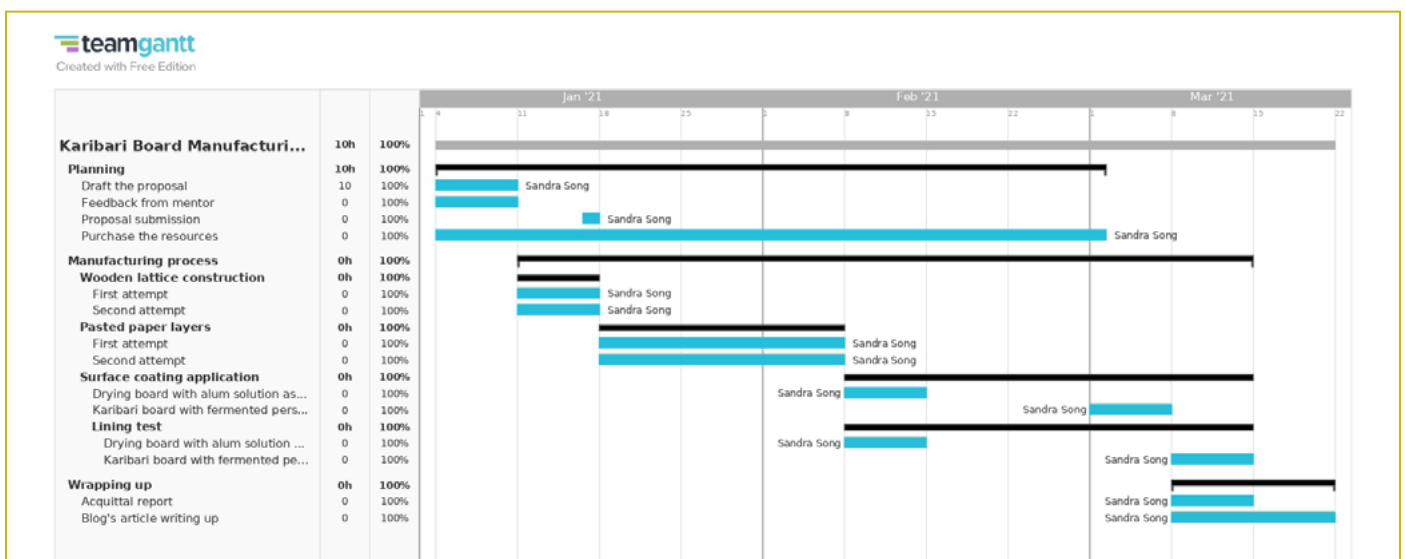 teamgantt
Created with Free Edition
Jan '21 Feb '21 Mar '21
1 4 11 18 25 1 8 15 22 1 8 15 22
Karibari Board Manufacturi... 10h 100%
Planning 10h 100%
Draft the proposal 10 100% Sandra Song
Feedback from mentor 0 100%
Proposal submission 0 100% Sandra Song
Purchase the resources 0 100% Sandra Song
Manufacturing process 0h 100%
Wooden lattice construction 0h 100%
First attempt 0 100% Sandra Song
Second attempt 0 100% Sandra Song
Pasted paper layers 0h 100%
First attempt 0 100% Sandra Song
Second attempt 0 100% Sandra Song
Surface coating application 0h 100%
Drying board with alum solution as... 0 100% Sandra Song
Karibari board with fermented pers... 0 100% Sandra Song
Lining test 0h 100%
Drying board with alum solution ... 0 100% Sandra Song
Karibari board with fermented pe... 0 100% Sandra Song
Wrapping up 0h 100%
Acquittal report 0 100% Sandra Song
Blog's article writing up 0 100% Sandra Song